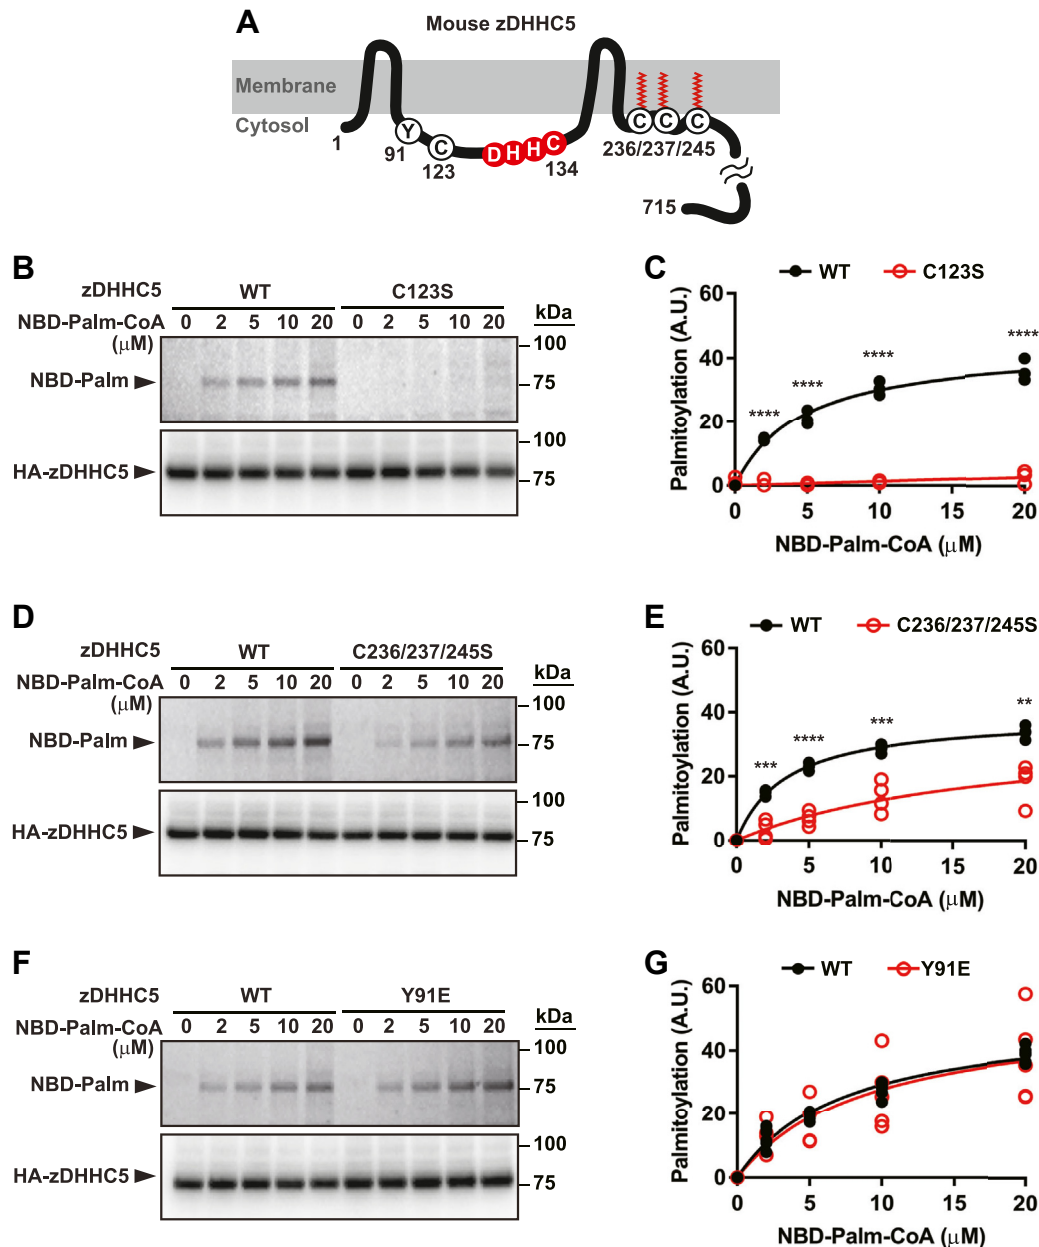 A
Mouse zDHHC5
Membrane
Cytosol
1
Y
91
C
123
D H H C
134
C C C
236/237/245
715
B
zDHHC5 WT C123S
NBD-Palm-CoA 0 2 5 10 20 0 2 5 10 20 kDa
(μM)
100
NBD-Palm 75
100
HA-zDHHC5 75
C
WT C123S
Palmitoylation (A.U.)
60
40
20
0
**** **** **** ****
0 5 10 15 20
NBD-Palm-CoA (μM)
D
zDHHC5 WT C236/237/245S
NBD-Palm-CoA 0 2 5 10 20 0 2 5 10 20 kDa
(μM)
100
NBD-Palm 75
100
HA-zDHHC5 75
E
WT C236/237/245S
Palmitoylation (A.U.)
60
40
20
0
*** **** *** **
0 5 10 15 20
NBD-Palm-CoA (μM)
F
zDHHC5 WT Y91E
NBD-Palm-CoA 0 2 5 10 20 0 2 5 10 20 kDa
(μM)
100
NBD-Palm 75
100
HA-zDHHC5 75
G
WT Y91E
Palmitoylation (A.U.)
60
40
20
0
0 5 10 15 20
NBD-Palm-CoA (μM)